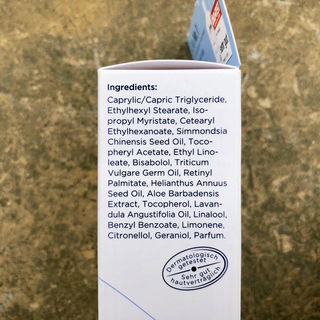 Ingredients:
Caprylic/Capric Triglyceride,
Ethylhexyl Stearate, Iso-
propyl Myristate, Cetearyl
Ethylhexanoate, Simmondsia
Chinensis Seed Oil, Toco-
pheryl Acetate, Ethyl Lino-
leate, Bisabolol, Triticum
Vulgare Germ Oil, Retinyl
Palmitate, Helianthus Annuus
Seed Oil, Aloe Barbadensis
Extract, Tocopherol, Lavan-
dula Angustifolia Oil, Linalool,
Benzyl Benzoate, Limonene,
Citronellol, Geraniol, Parfum.
Dermatologisch
getestet
Sehr gut
hautverträglich